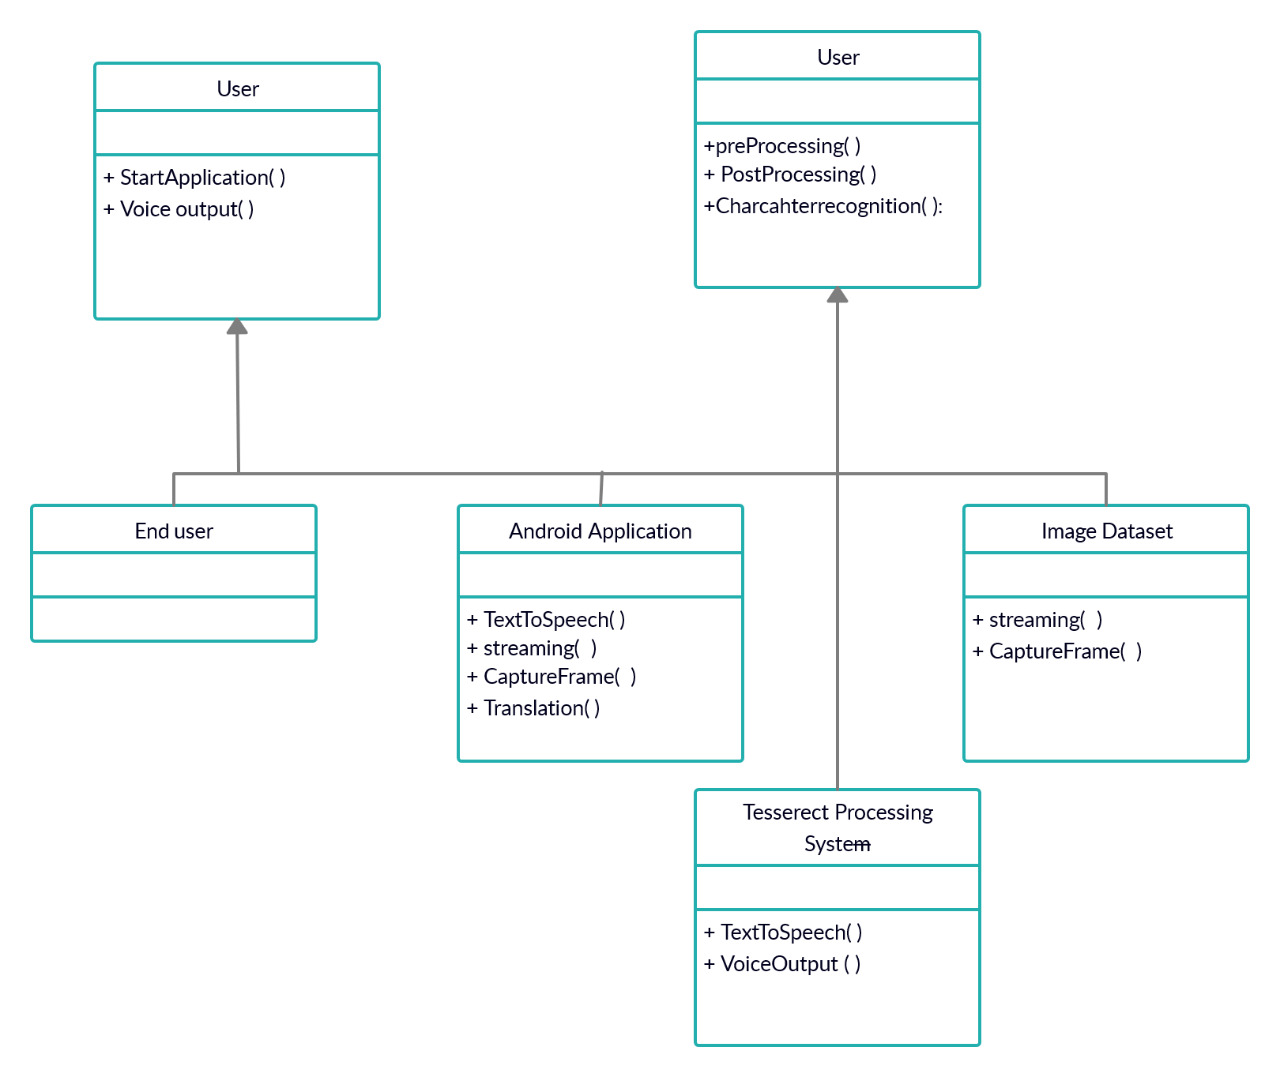 User
+ StartApplication( )
+ Voice output( )
User
+preProcessing( )
+ PostProcessing( )
+Charcahterrecognition( ):
End user
Android Application
+ TextToSpeech( )
+ streaming(  )
+ CaptureFrame(  )
+ Translation( )
Image Dataset
+ streaming(  )
+ CaptureFrame(  )
Tesserect Processing
System
+ TextToSpeech( )
+ VoiceOutput ( )